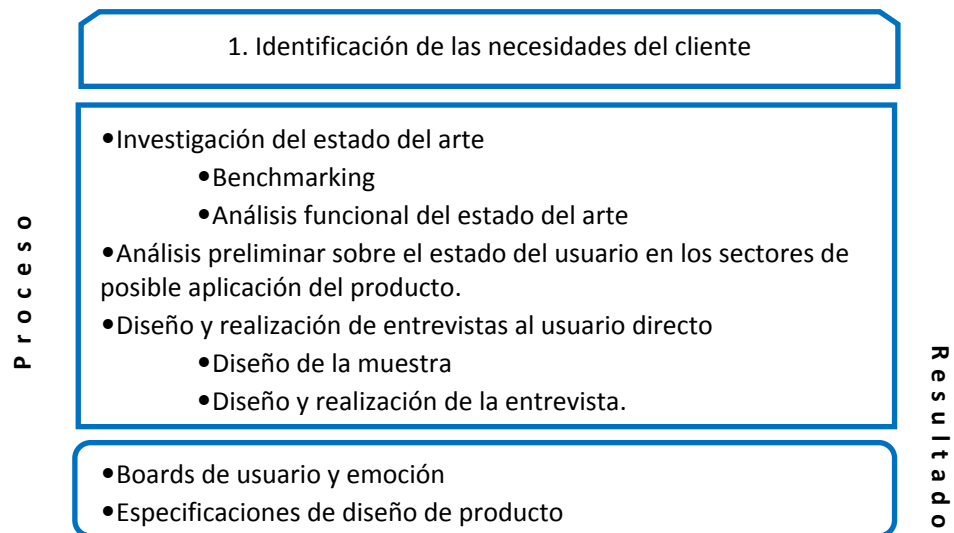 1. Identificación de las necesidades del cliente
Proceso
•Investigación del estado del arte
•Benchmarking
•Análisis funcional del estado del arte
•Análisis preliminar sobre el estado del usuario en los sectores de
posible aplicación del producto.
•Diseño y realización de entrevistas al usuario directo
•Diseño de la muestra
•Diseño y realización de la entrevista.
Resultado
•Boards de usuario y emoción
•Especificaciones de diseño de producto